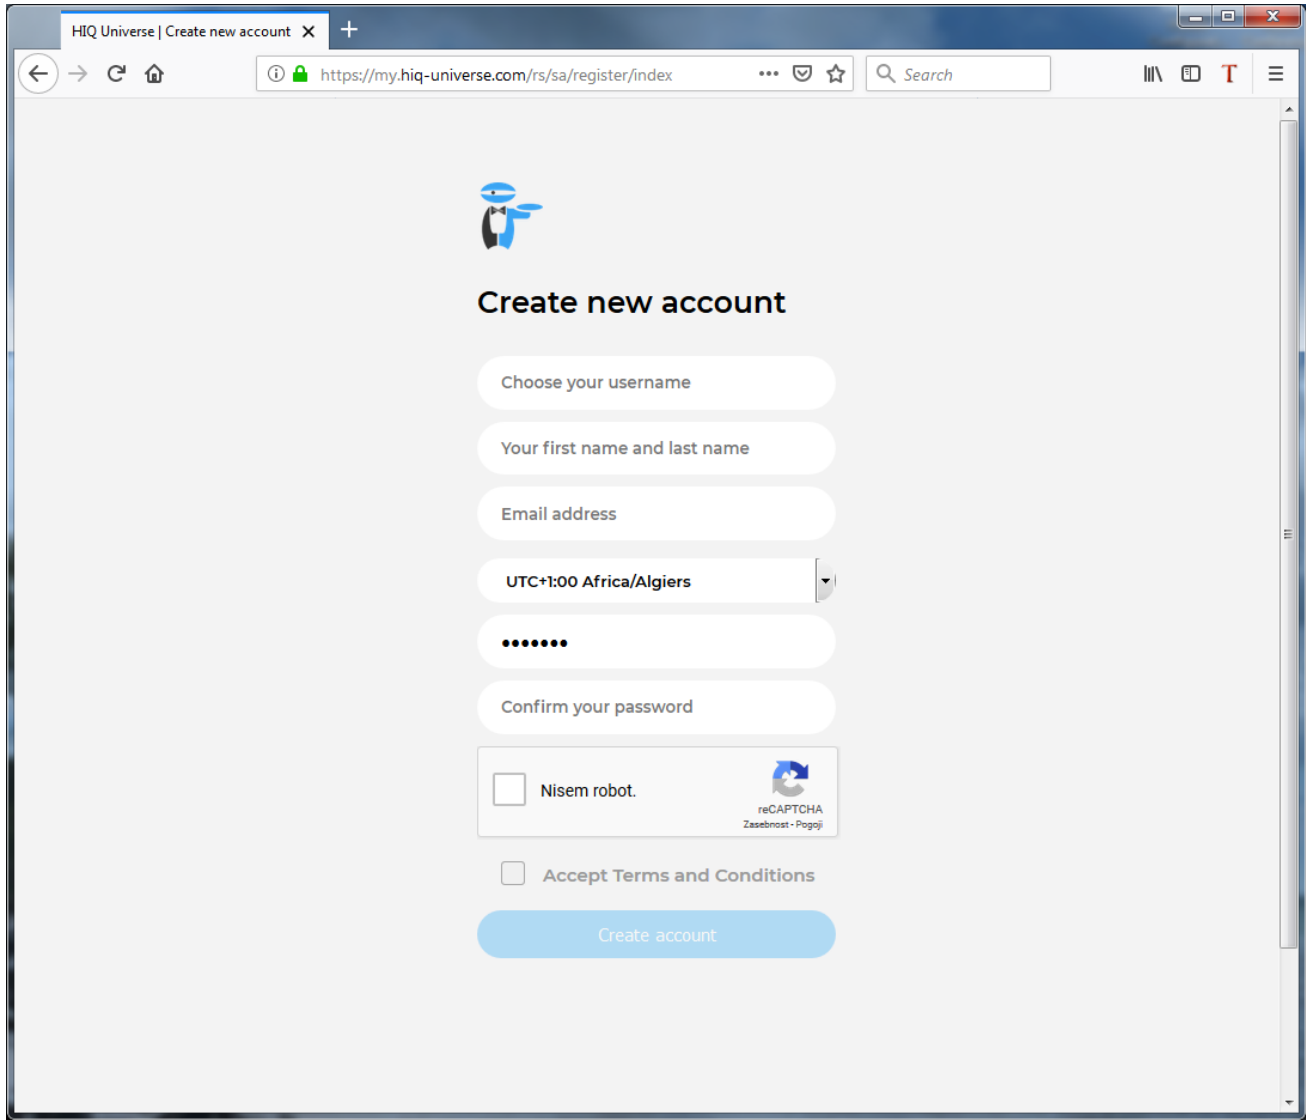 HIQ Universe | Create new account
https://my.hiq-universe.com/rs/sa/register/index
Search
T
Create new account
Choose your username
Your first name and last name
Email address
UTC+1:00 Africa/Algiers
•••••••
Confirm your password
Nisem robot.
reCAPTCHA
Zasebnost - Pogoji
Accept Terms and Conditions
Create account